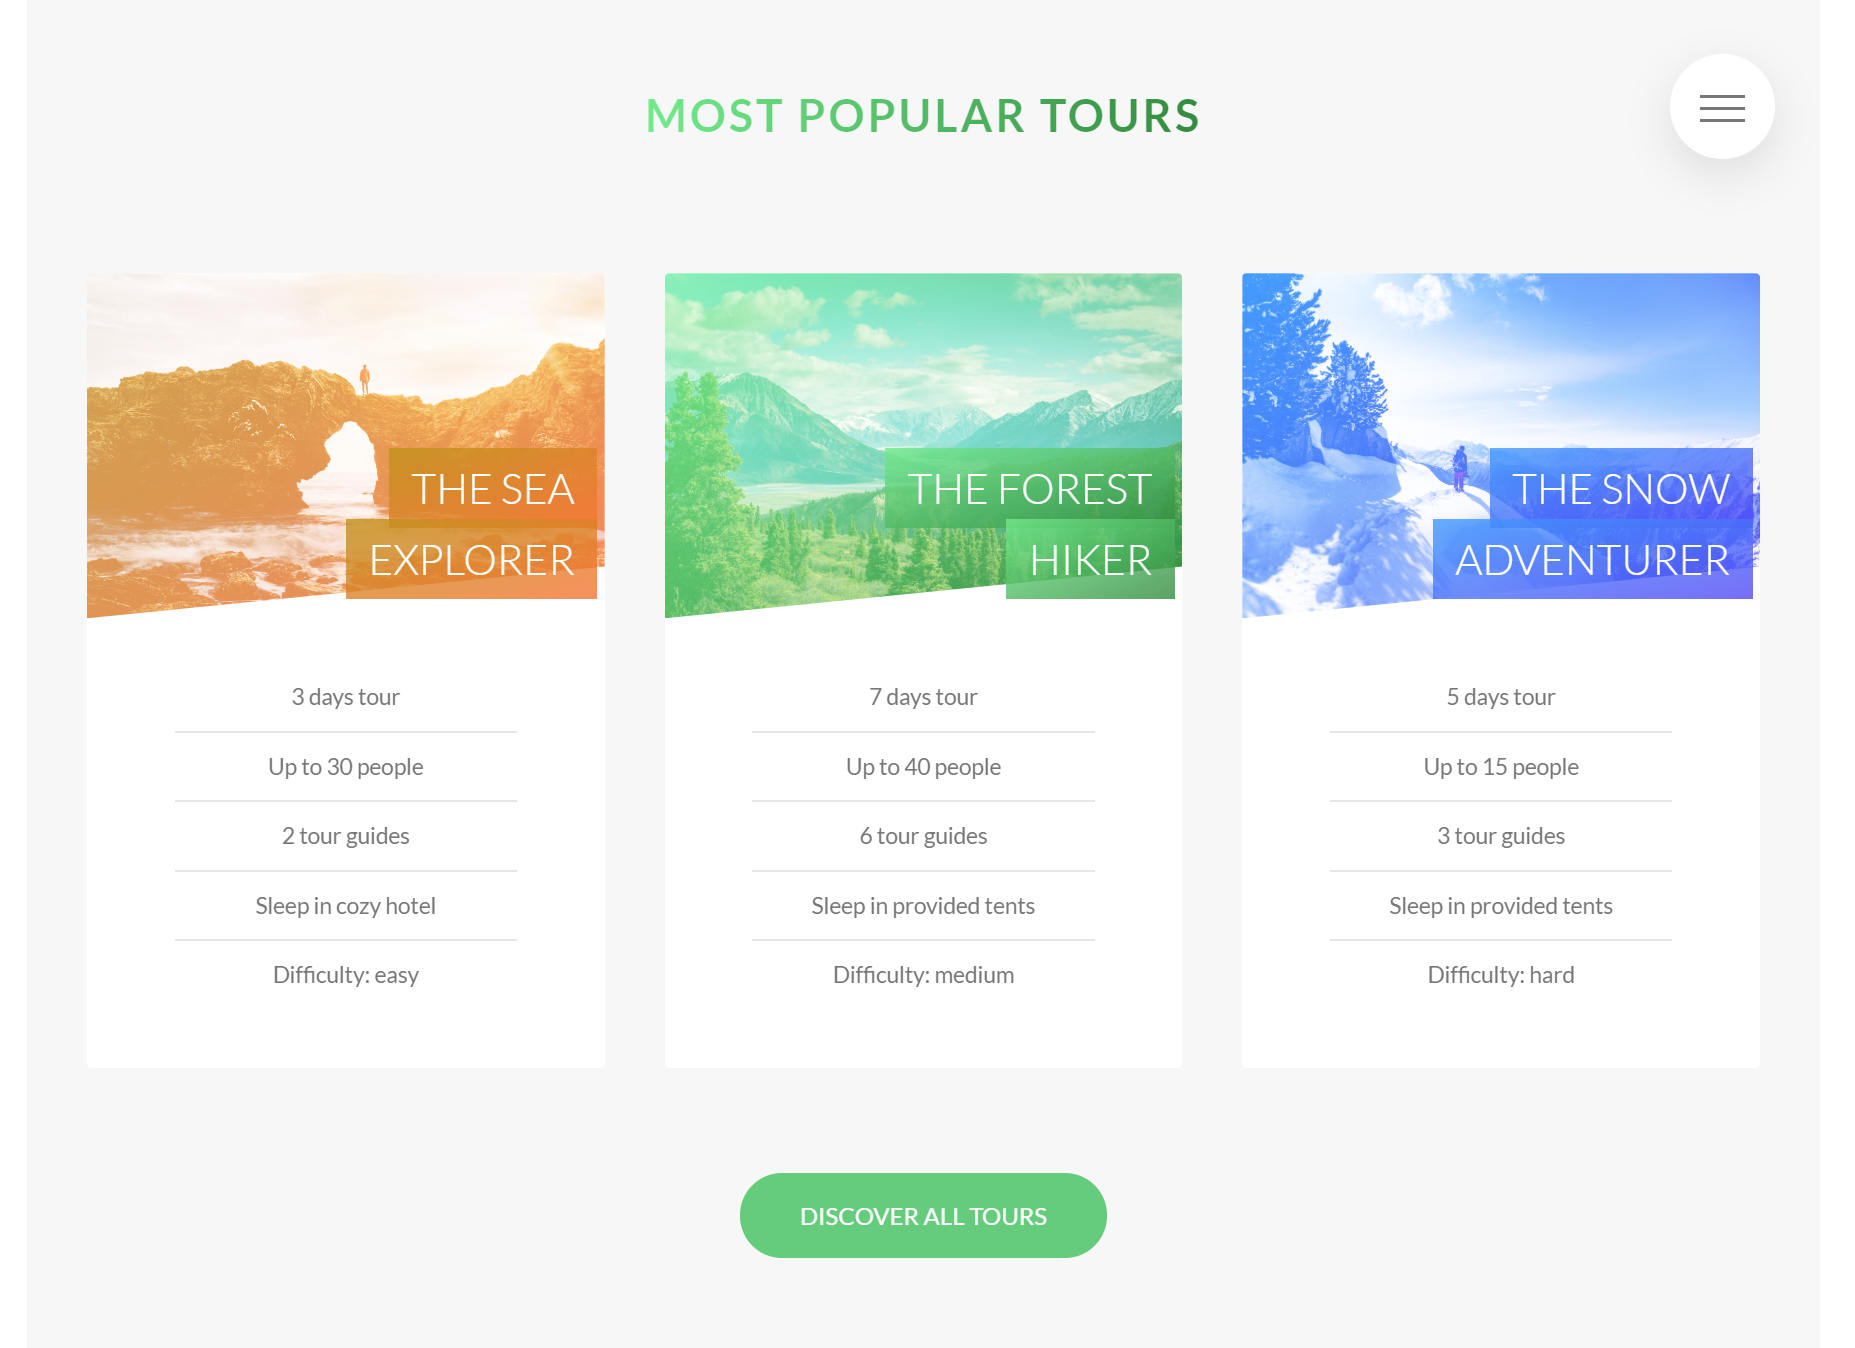 MOST POPULAR TOURS
THE SEA
EXPLORER
3 days tour
Up to 30 people
2 tour guides
Sleep in cozy hotel
Difficulty: easy
THE FOREST
HIKER
7 days tour
Up to 40 people
6 tour guides
Sleep in provided tents
Difficulty: medium
THE SNOW
ADVENTURER
5 days tour
Up to 15 people
3 tour guides
Sleep in provided tents
Difficulty: hard
DISCOVER ALL TOURS